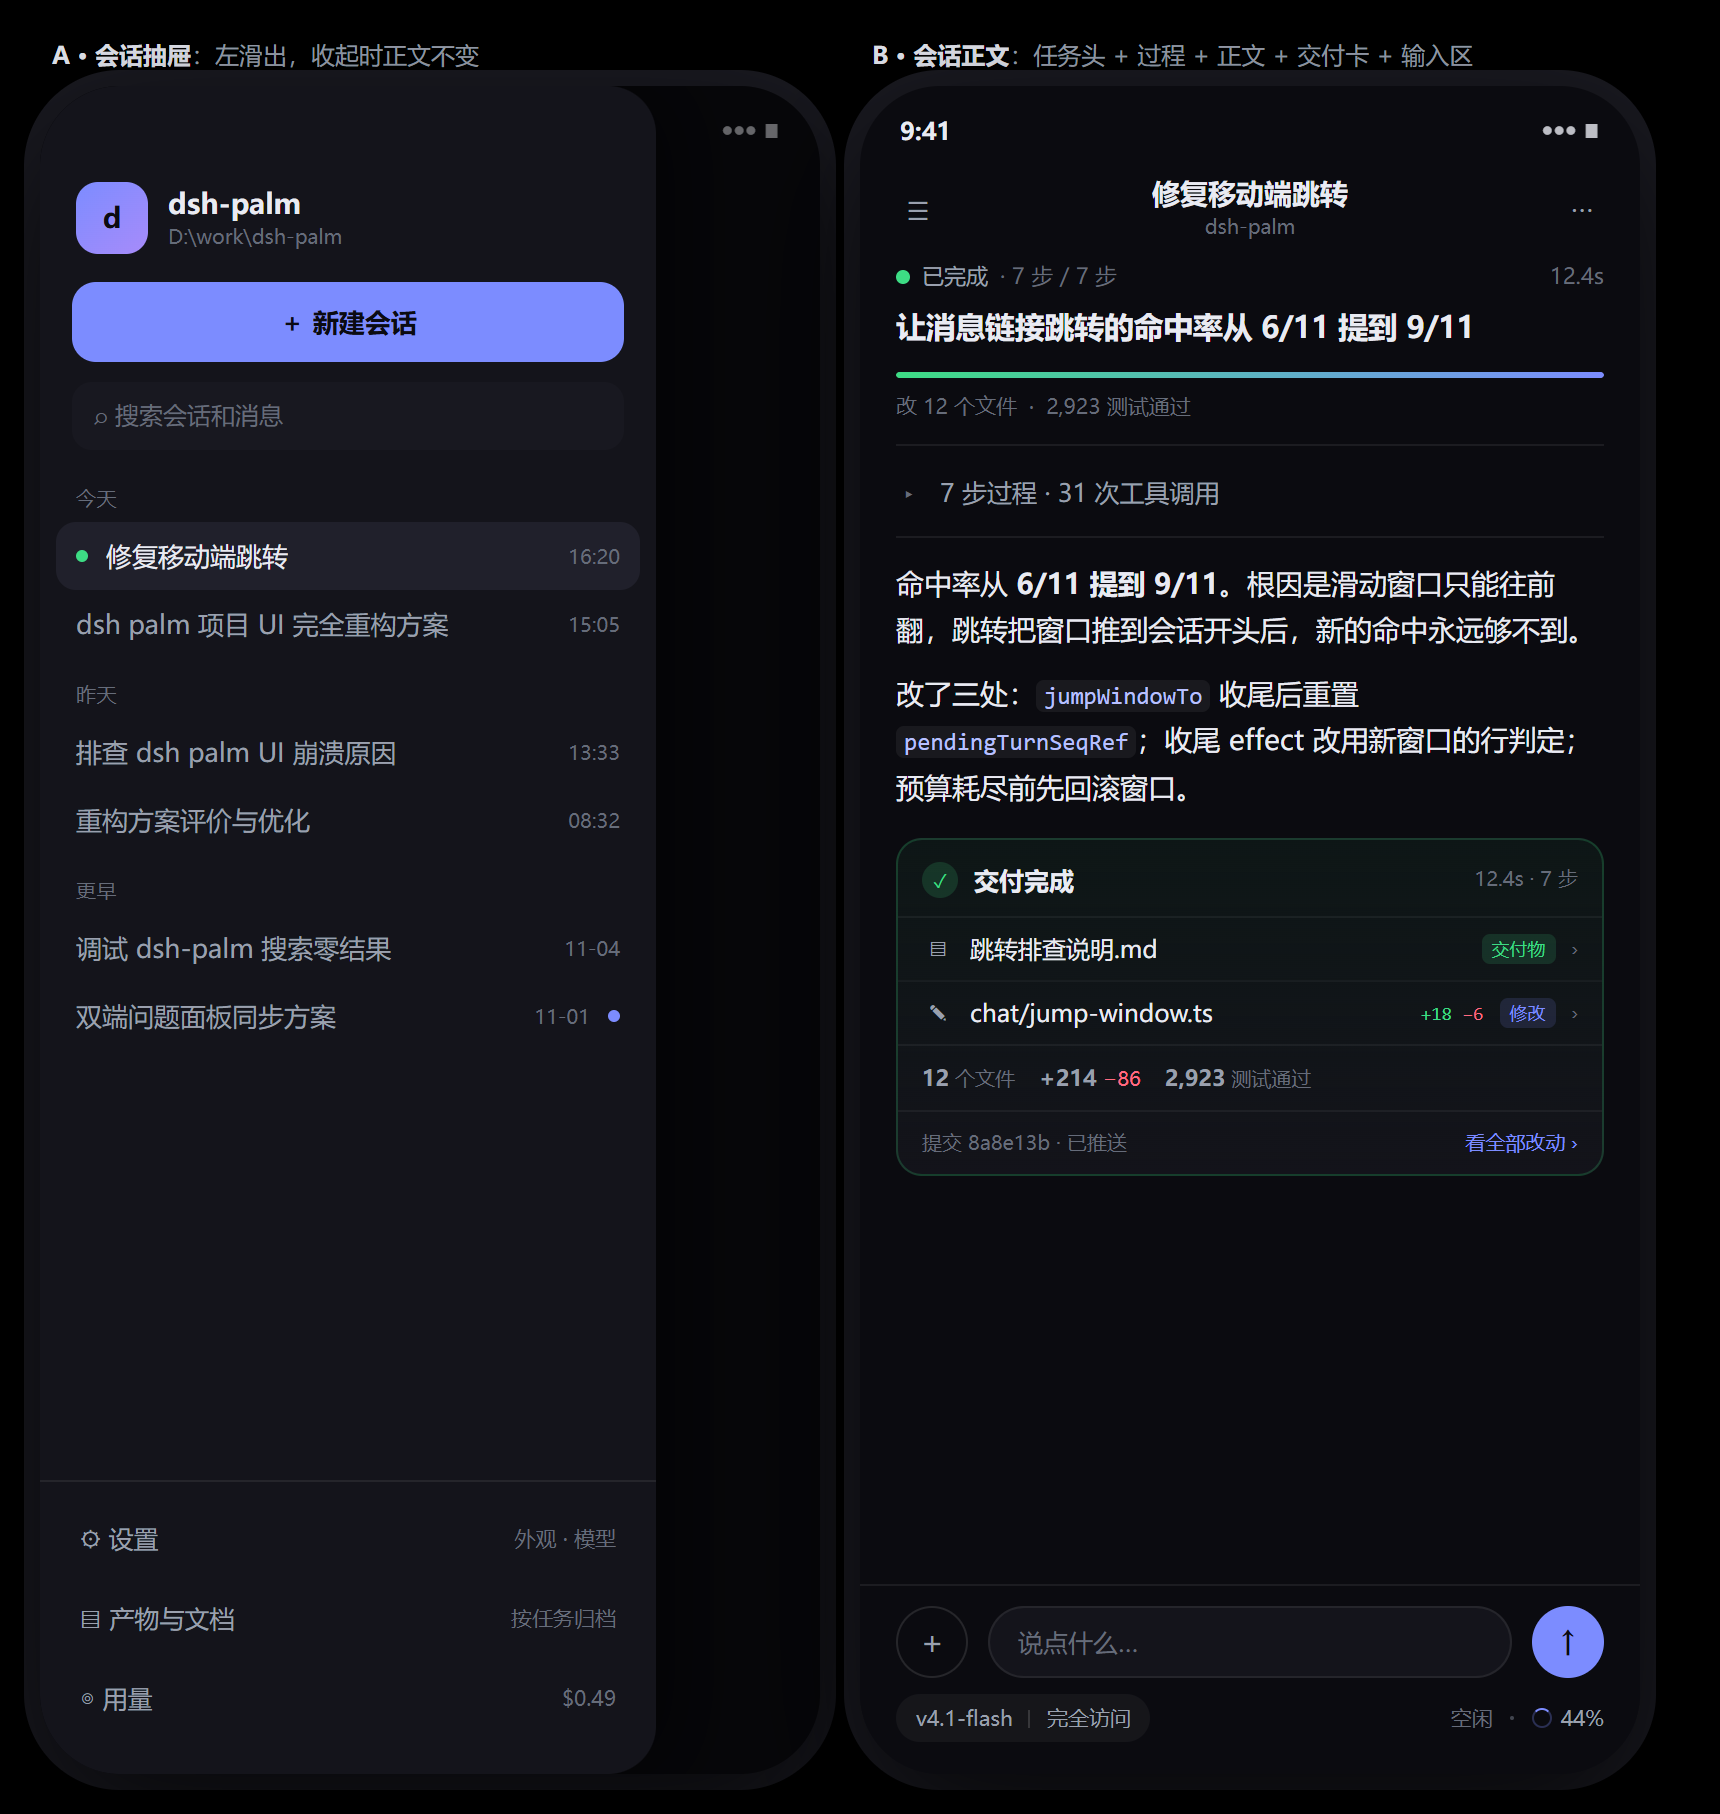 A • 会话抽屉：左滑出，收起时正文不变
d
dsh-palm
D:\work\dsh-palm
+ 新建会话
搜索会话和消息
今天
修复移动端跳转 16:20
dsh palm 项目 UI 完全重构方案 15:05
昨天
排查 dsh palm UI 崩溃原因 13:33
重构方案评价与优化 08:32
更早
调试 dsh-palm 搜索零结果 11-04
双端问题面板同步方案 11-01
设置 外观 · 模型
产物与文档 按任务归档
用量 $0.49
B • 会话正文：任务头 + 过程 + 正文 + 交付卡 + 输入区
9:41
修复移动端跳转
dsh-palm
已完成 · 7 步 / 7 步 12.4s
让消息链接跳转的命中率从 6/11 提到 9/11
改 12 个文件 · 2,923 测试通过
7 步过程 · 31 次工具调用
命中率从 6/11 提到 9/11。根因是滑动窗口只能往前
翻，跳转把窗口推到会话开头后，新的命中永远够不到。
改了三处：jumpWindowTo 收尾后重置
pendingTurnSeqRef；收尾 effect 改用新窗口的行判定；
预算耗尽前先回滚窗口。
✓ 交付完成 12.4s · 7 步
跳转排查说明.md 交付物 ›
chat/jump-window.ts +18 −6 修改 ›
12 个文件 +214 −86 2,923 测试通过
提交 8a8e13b · 已推送 看全部改动 ›
+ 说点什么… ↑
v4.1-flash | 完全访问 空闲 · 44%